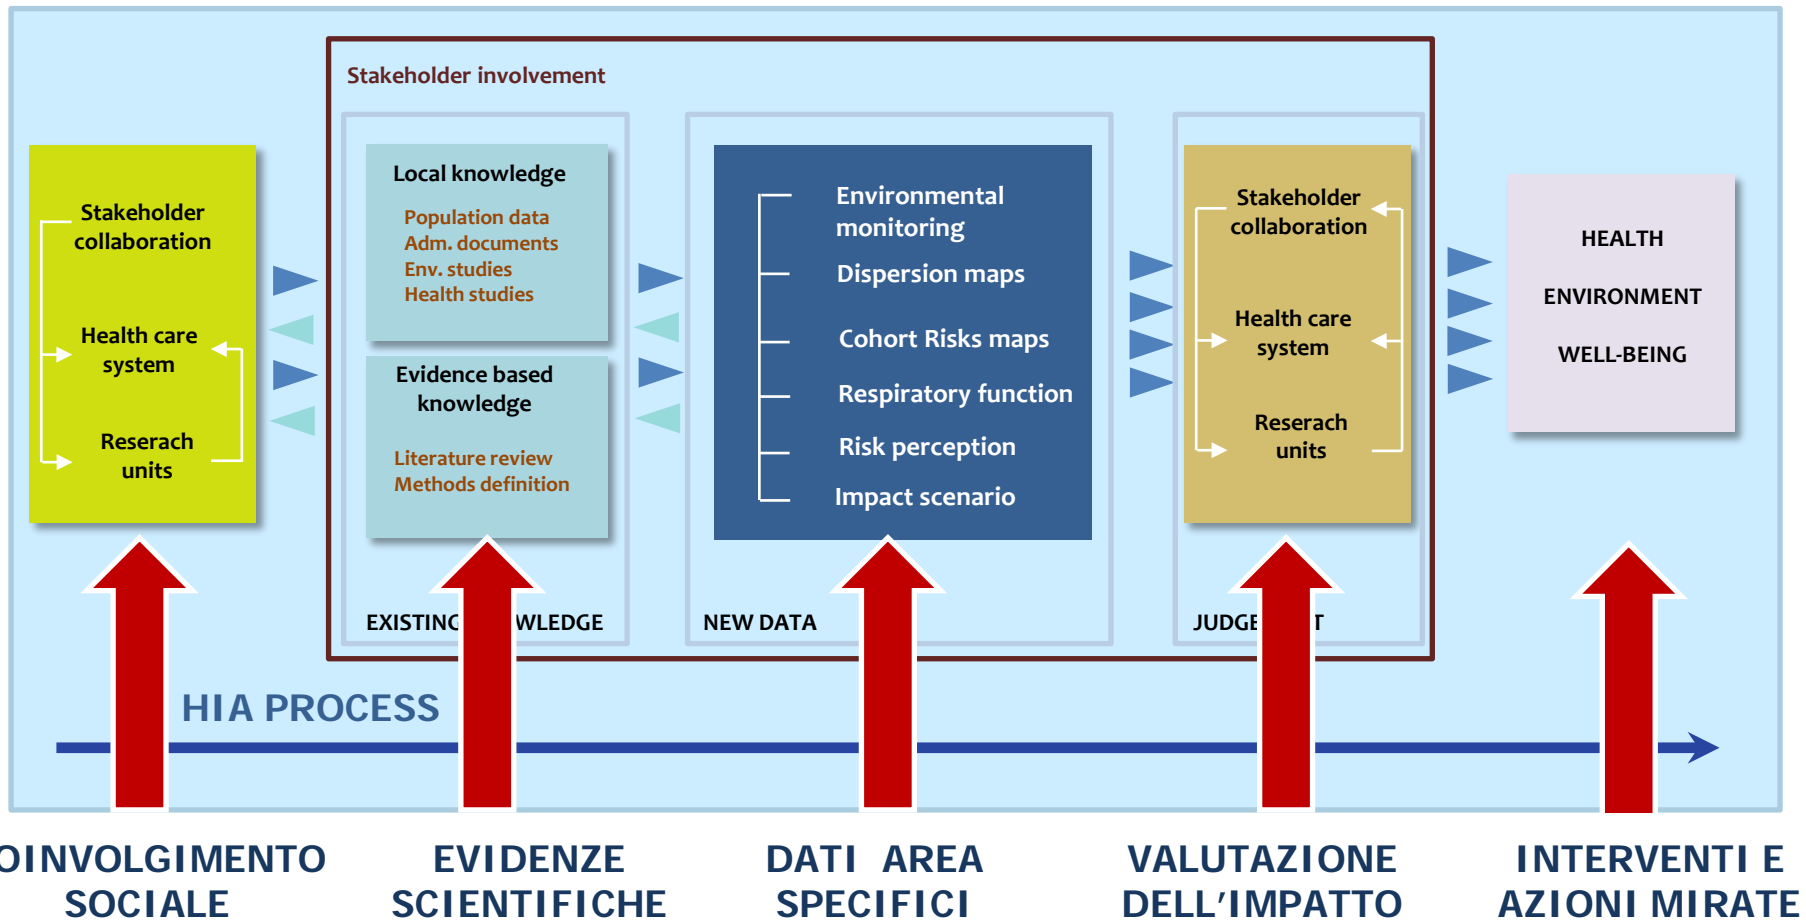 Stakeholder involvement
Stakeholder
collaboration
Health care
system
Reserach
units
Local knowledge
Population data
Adm. documents
Env. studies
Health studies
Evidence based
knowledge
Literature review
Methods definition
EXISTING WLEDGE
Environmental
monitoring
Dispersion maps
Cohort Risks maps
Respiratory function
Risk perception
Impact scenario
NEW DATA
Stakeholder
collaboration
Health care
system
Reserach
units
JUDGE T
HEALTH
ENVIRONMENT
WELL-BEING
HIA PROCESS
OINVOLGIMENTO
SOCIALE
EVIDENZE
SCIENTIFICHE
DATI AREA
SPECIFICI
VALUTAZIONE
DELL'IMPATTO
INTERVENTI E
AZIONI MIRATE